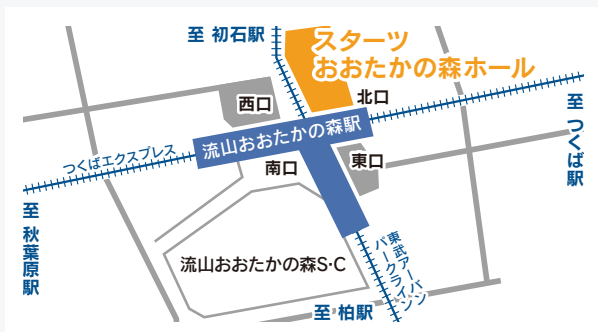 至 初石駅
スターツ
おおたかの森ホール
西口
北口
至 つくば駅
流山おおたかの森駅
つくばエクスプレス
南口
東口
至 秋葉原駅
流山おおたかの森S・C
東武アーバン
パークライン
至 柏駅